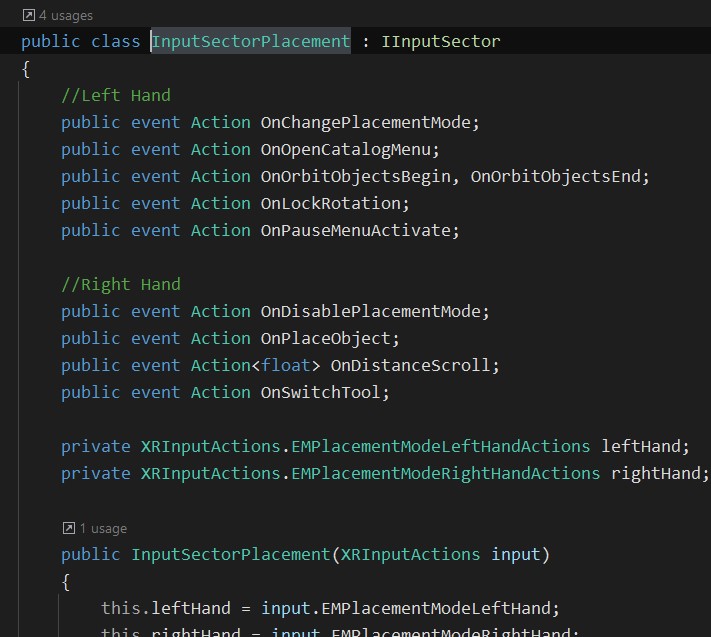 4 usages
public class InputSectorPlacement : IInputSector
{
//Left Hand
public event Action OnChangePlacementMode;
public event Action OnOpenCatalogMenu;
public event Action OnOrbitObjectsBegin, OnOrbitObjectsEnd;
public event Action OnLockRotation;
public event Action OnPauseMenuActivate;
//Right Hand
public event Action OnDisablePlacementMode;
public event Action OnPlaceObject;
public event Action<float> OnDistanceScroll;
public event Action OnSwitchTool;
private XRInputActions.EMPlacementModeLeftHandActions leftHand;
private XRInputActions.EMPlacementModeRightHandActions rightHand;
1 usage
public InputSectorPlacement(XRInputActions input)
{
this.leftHand = input.EMPlacementModeLeftHand;
this.rightHand = input.EMPlacementModeRightHand;